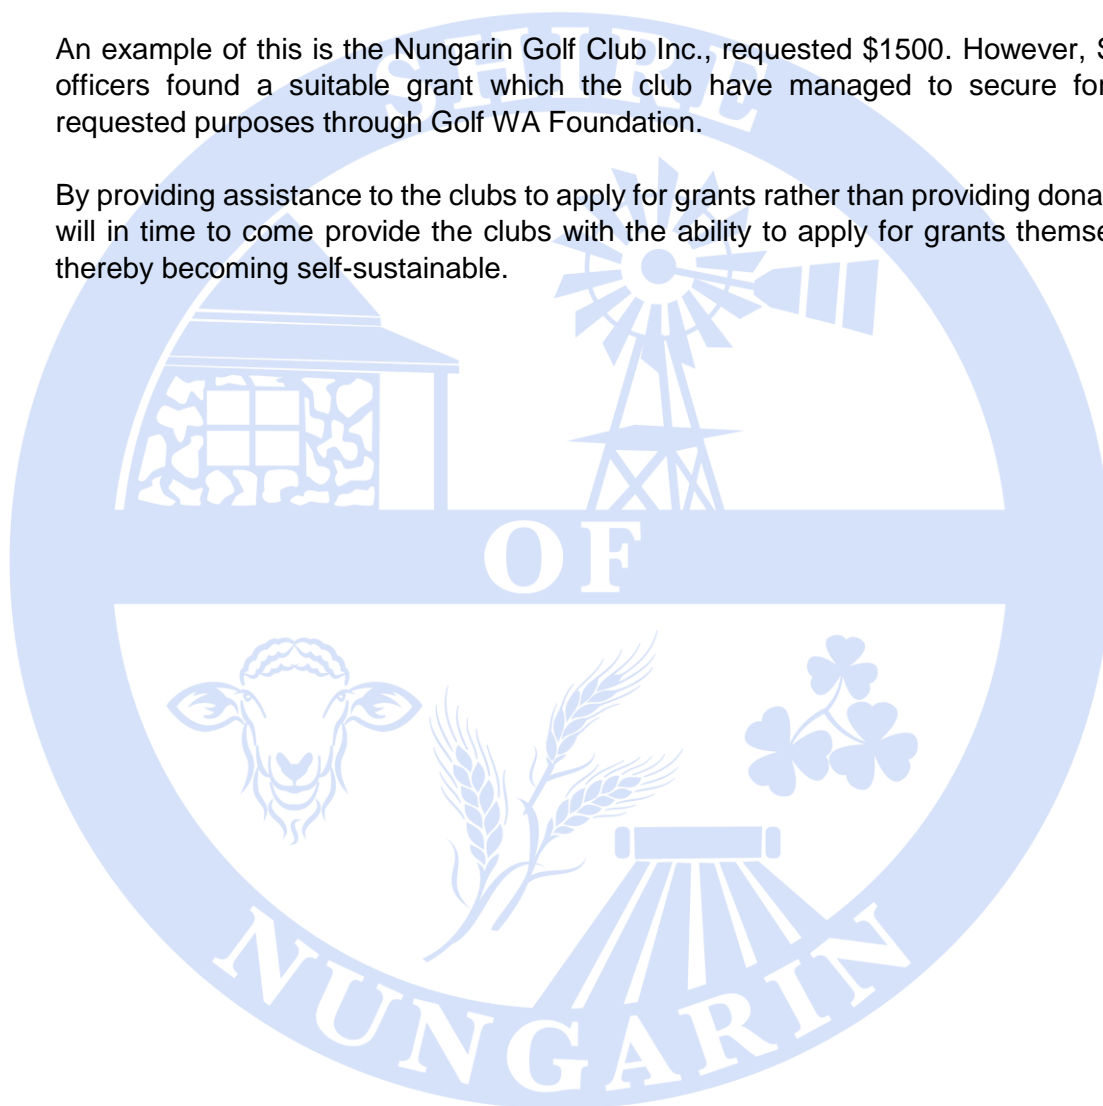 SHIRE
An example of this is the Nungarin Golf Club Inc., requested $1500. However,
officers found a suitable grant which the club have managed to secure for
requested purposes through Golf WA Foundation.
By providing assistance to the clubs to apply for grants rather than providing
will in time to come provide the clubs with the ability to apply for grants
thereby becoming self-sustainable.
OF
NUNGARIN